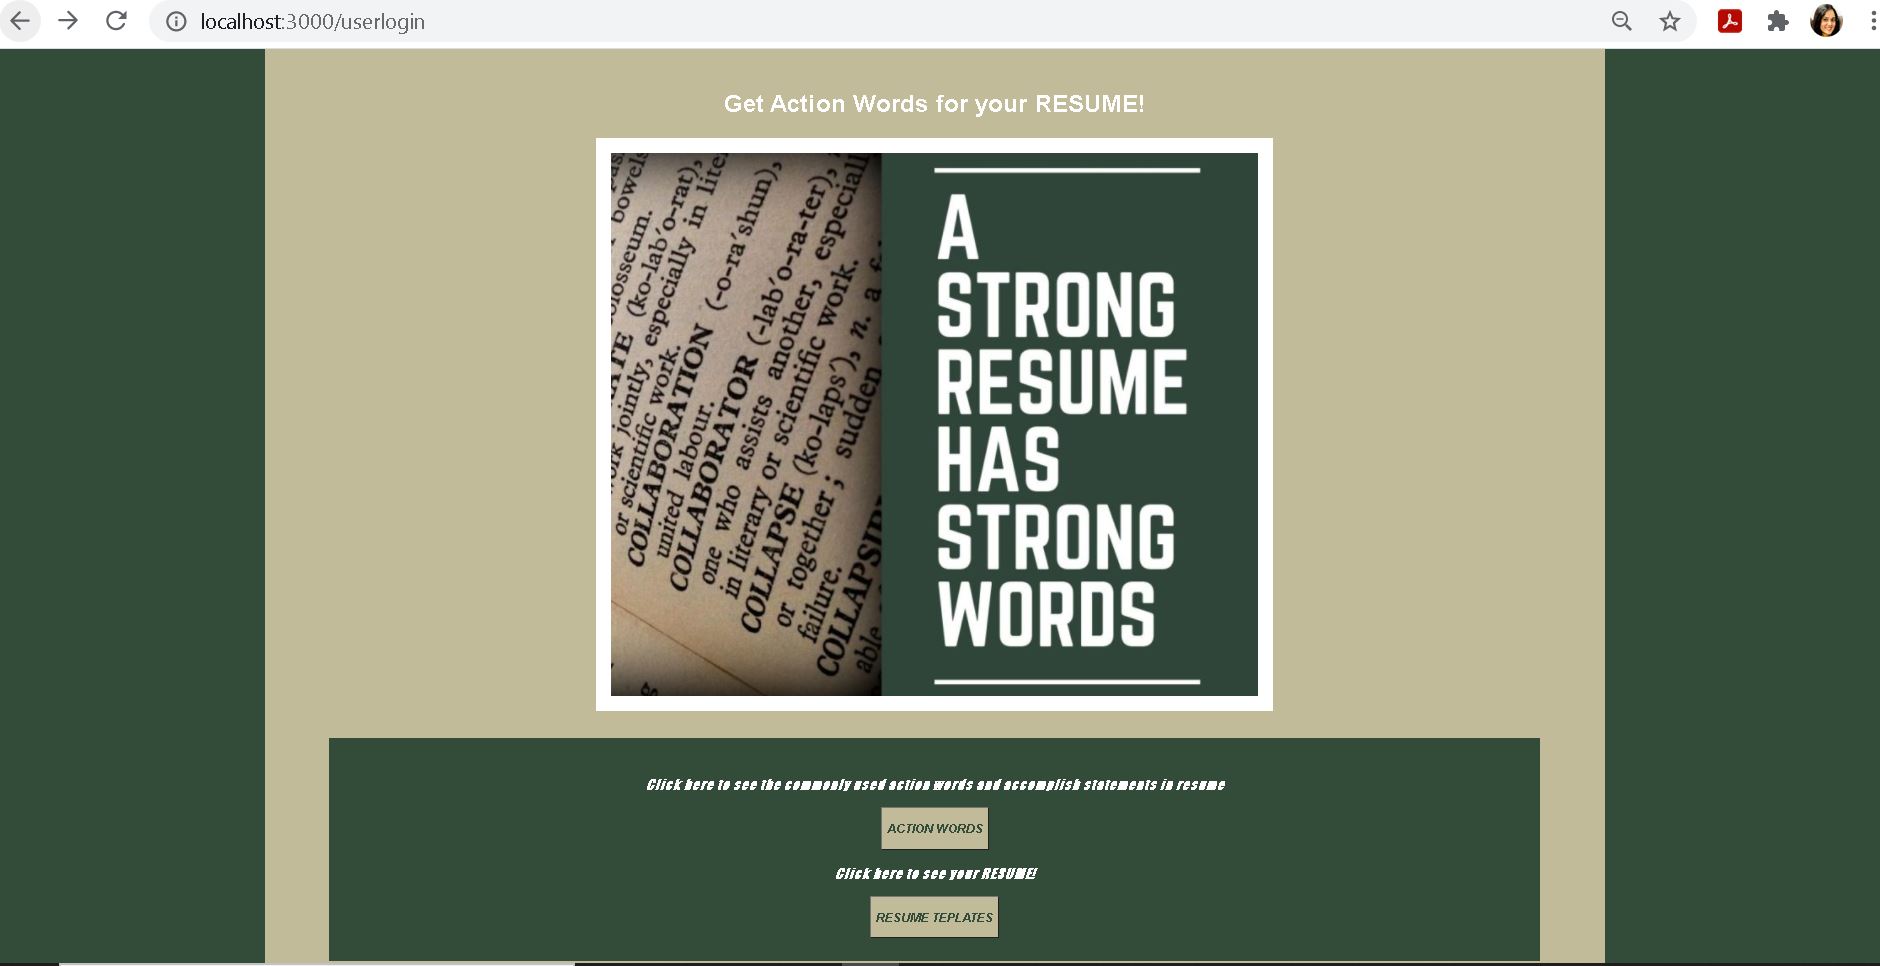 localhost:3000/userlogin
Get Action Words for your RESUME!
bowels
losseum.
(ko-lab'o-rat),
jointly, especially in lite
or scientific work.
COLLABORATION (-o-ra'shun),
united labour.
COLLABORATOR (-lab'o-ra-ter),
one who assists another, especiall
in literary or scientific work.
COLLAPSE (ko-laps'), n. a
or together; sudden
failure.
COLLAPSI
able
A
STRONG
RESUME
HAS
STRONG
WORDS
Click here to see the commonly used action words and accomplish statements in resume
ACTION WORDS
Click here to see your RESUME!
RESUME TEPLATES